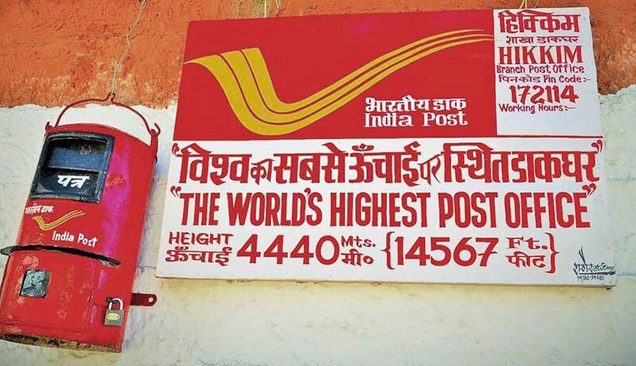 पत्र
भारतीय डाक
India Post
भारतीय डाक
India Post
हिक्किम
शाखा डाकघर
HIKKIM
Branch Post Office
पिनकोड Pin Code:-
172114
Working Hours:-
"विश्व का सबसे ऊँचाई पर स्थित डाकघर"
"THE WORLD'S HIGHEST POST OFFICE"
HEIGHT ऊँचाई 4440 Mts. मी० {14567 Ft. फीट}